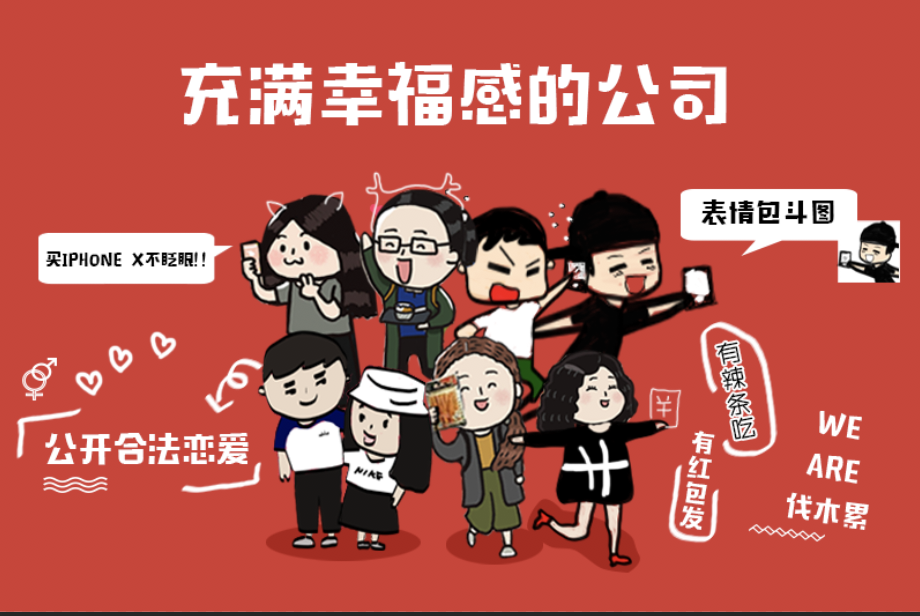 充满幸福感的公司
表情包斗图
买IPHONE X不眨眼!!
有辣条吃
公开合法恋爱
¥
有红包发
NIKE
WE
ARE
伐木累